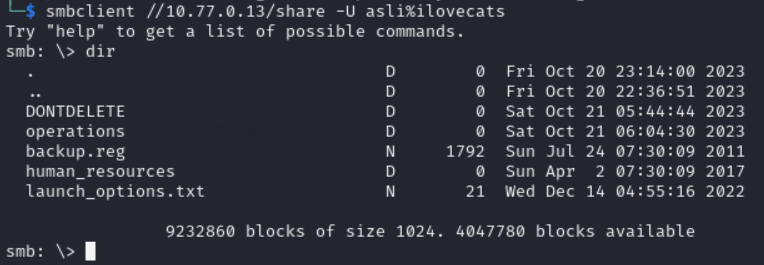 └─$ smbclient //10.77.0.13/share -U asli%ilovecats
Try "help" to get a list of possible commands.
smb: \> dir
  .                                   D        0  Fri Oct 20 23:14:00 2023
  ..                                  D        0  Fri Oct 20 22:36:51 2023
  DONTDELETE                          D        0  Sat Oct 21 05:44:44 2023
  operations                          D        0  Sat Oct 21 06:04:30 2023
  backup.reg                          N     1792  Sun Jul 24 07:30:09 2011
  human_resources                     D        0  Sun Apr  2 07:30:09 2017
  launch_options.txt                  N       21  Wed Dec 14 04:55:16 2022
                9232860 blocks of size 1024. 4047780 blocks available
smb: \>